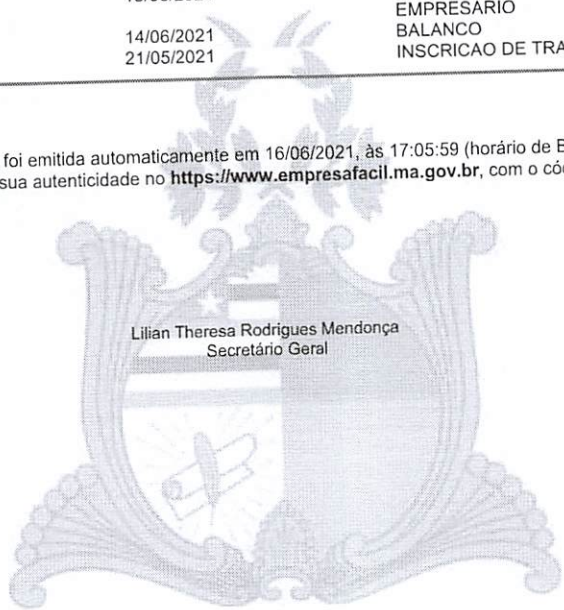 EMPRESARIO
14/06/2021 BALANCO
21/05/2021 INSCRICAO DE TRA
foi emitida automaticamente em 16/06/2021, às 17:05:59 (horário de B
sua autenticidade no https://www.empresafacil.ma.gov.br, com o có
Lilian Theresa Rodrigues Mendonça
Secretário Geral